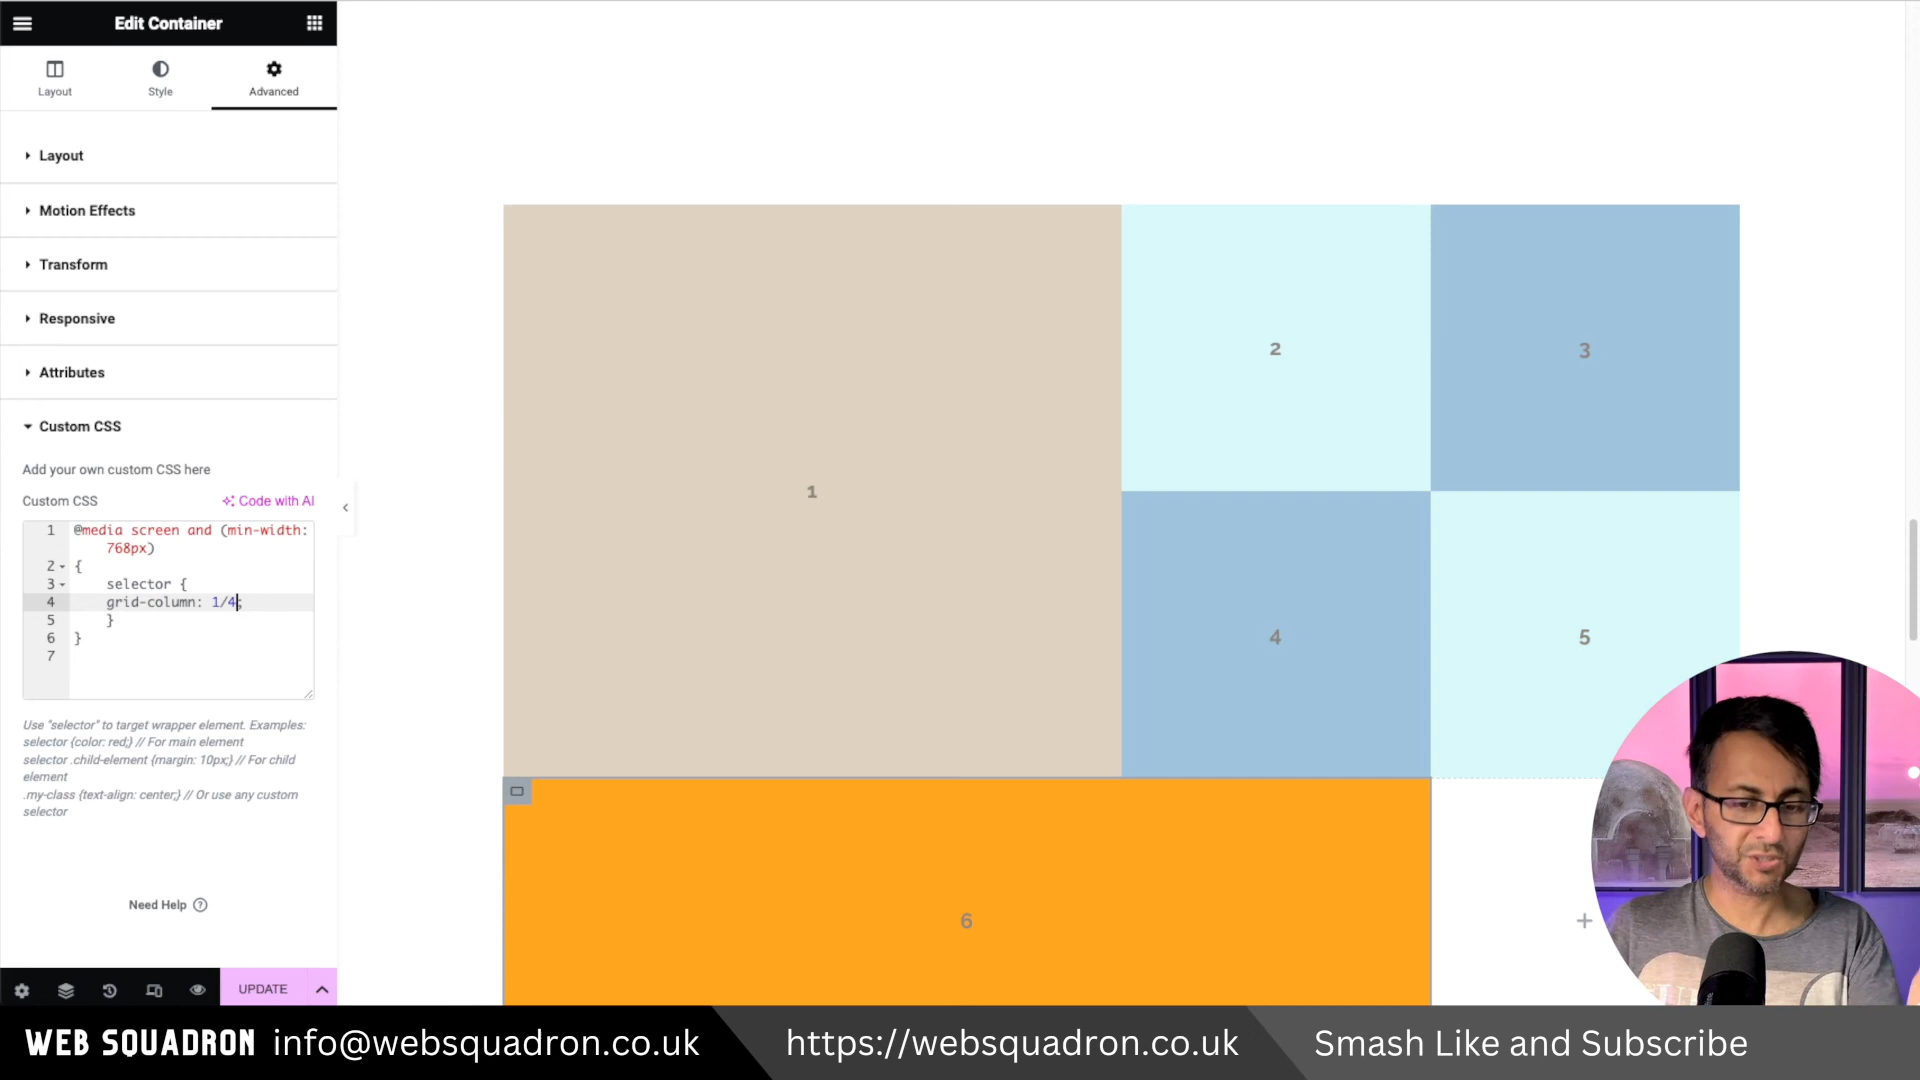 Edit Container
Layout
Style
Advanced
Layout
Motion Effects
Transform
Responsive
Attributes
Custom CSS
Add your own custom CSS here
Custom CSS
Code with AI
1 @media screen and (min-width:
768px)
2 {
3 selector {
4 grid-column: 1/4;
5 }
6 }
7
Use "selector" to target wrapper element. Examples:
selector {color: red;} // For main element
selector .child-element {margin: 10px;} // For child
element
.my-class {text-align: center;} // Or use any custom
selector
Need Help ?
UPDATE
1
2
3
4
5
6
WEB SQUADRON info@websquadron.co.uk
https://websquadron.co.uk
Smash Like and Subscribe